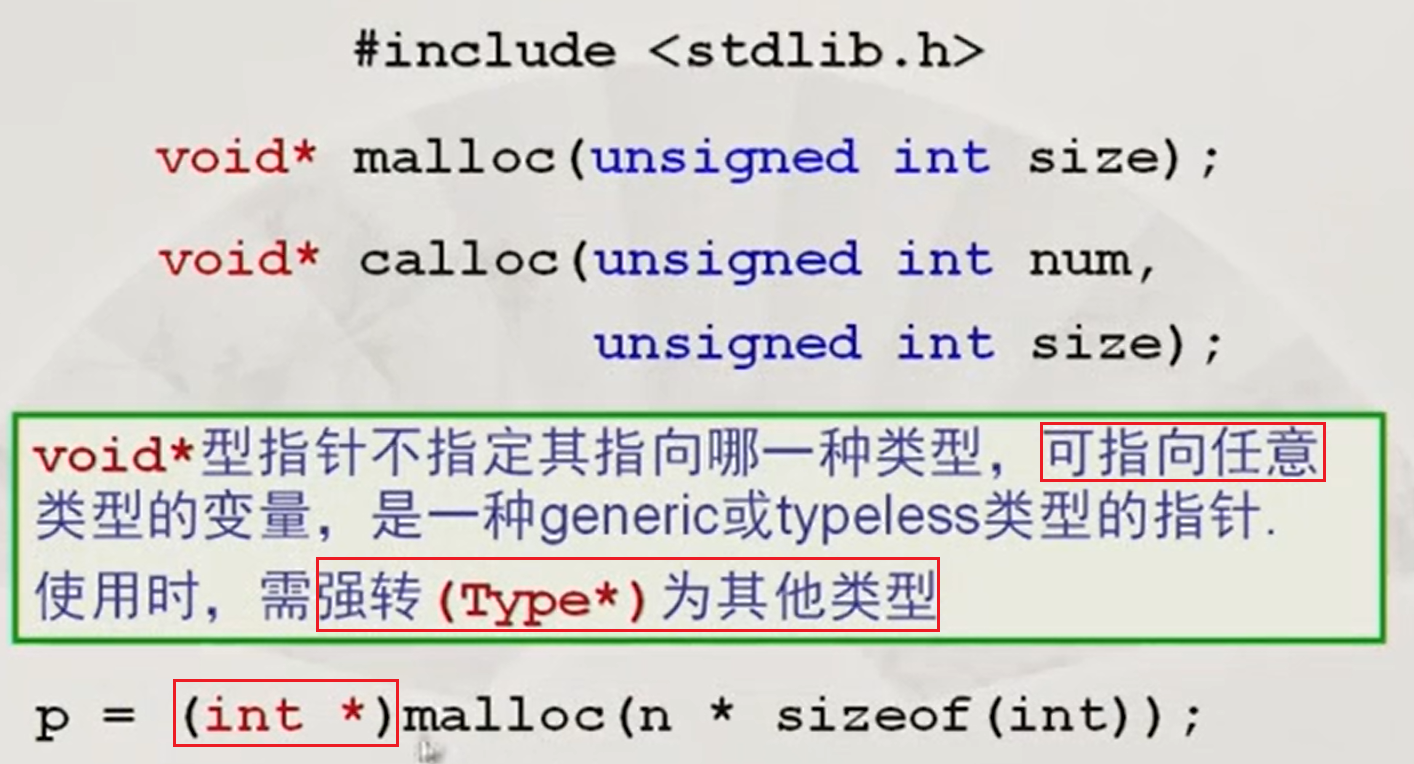 #include <stdlib.h>
void* malloc(unsigned int size);
void* calloc(unsigned int num,
unsigned int size);
void*型指针不指定其指向哪一种类型，可指向任意
类型的变量，是一种generic或typeless类型的指针.
使用时，需强转(Type*)为其他类型
p = (int *)malloc(n * sizeof(int));